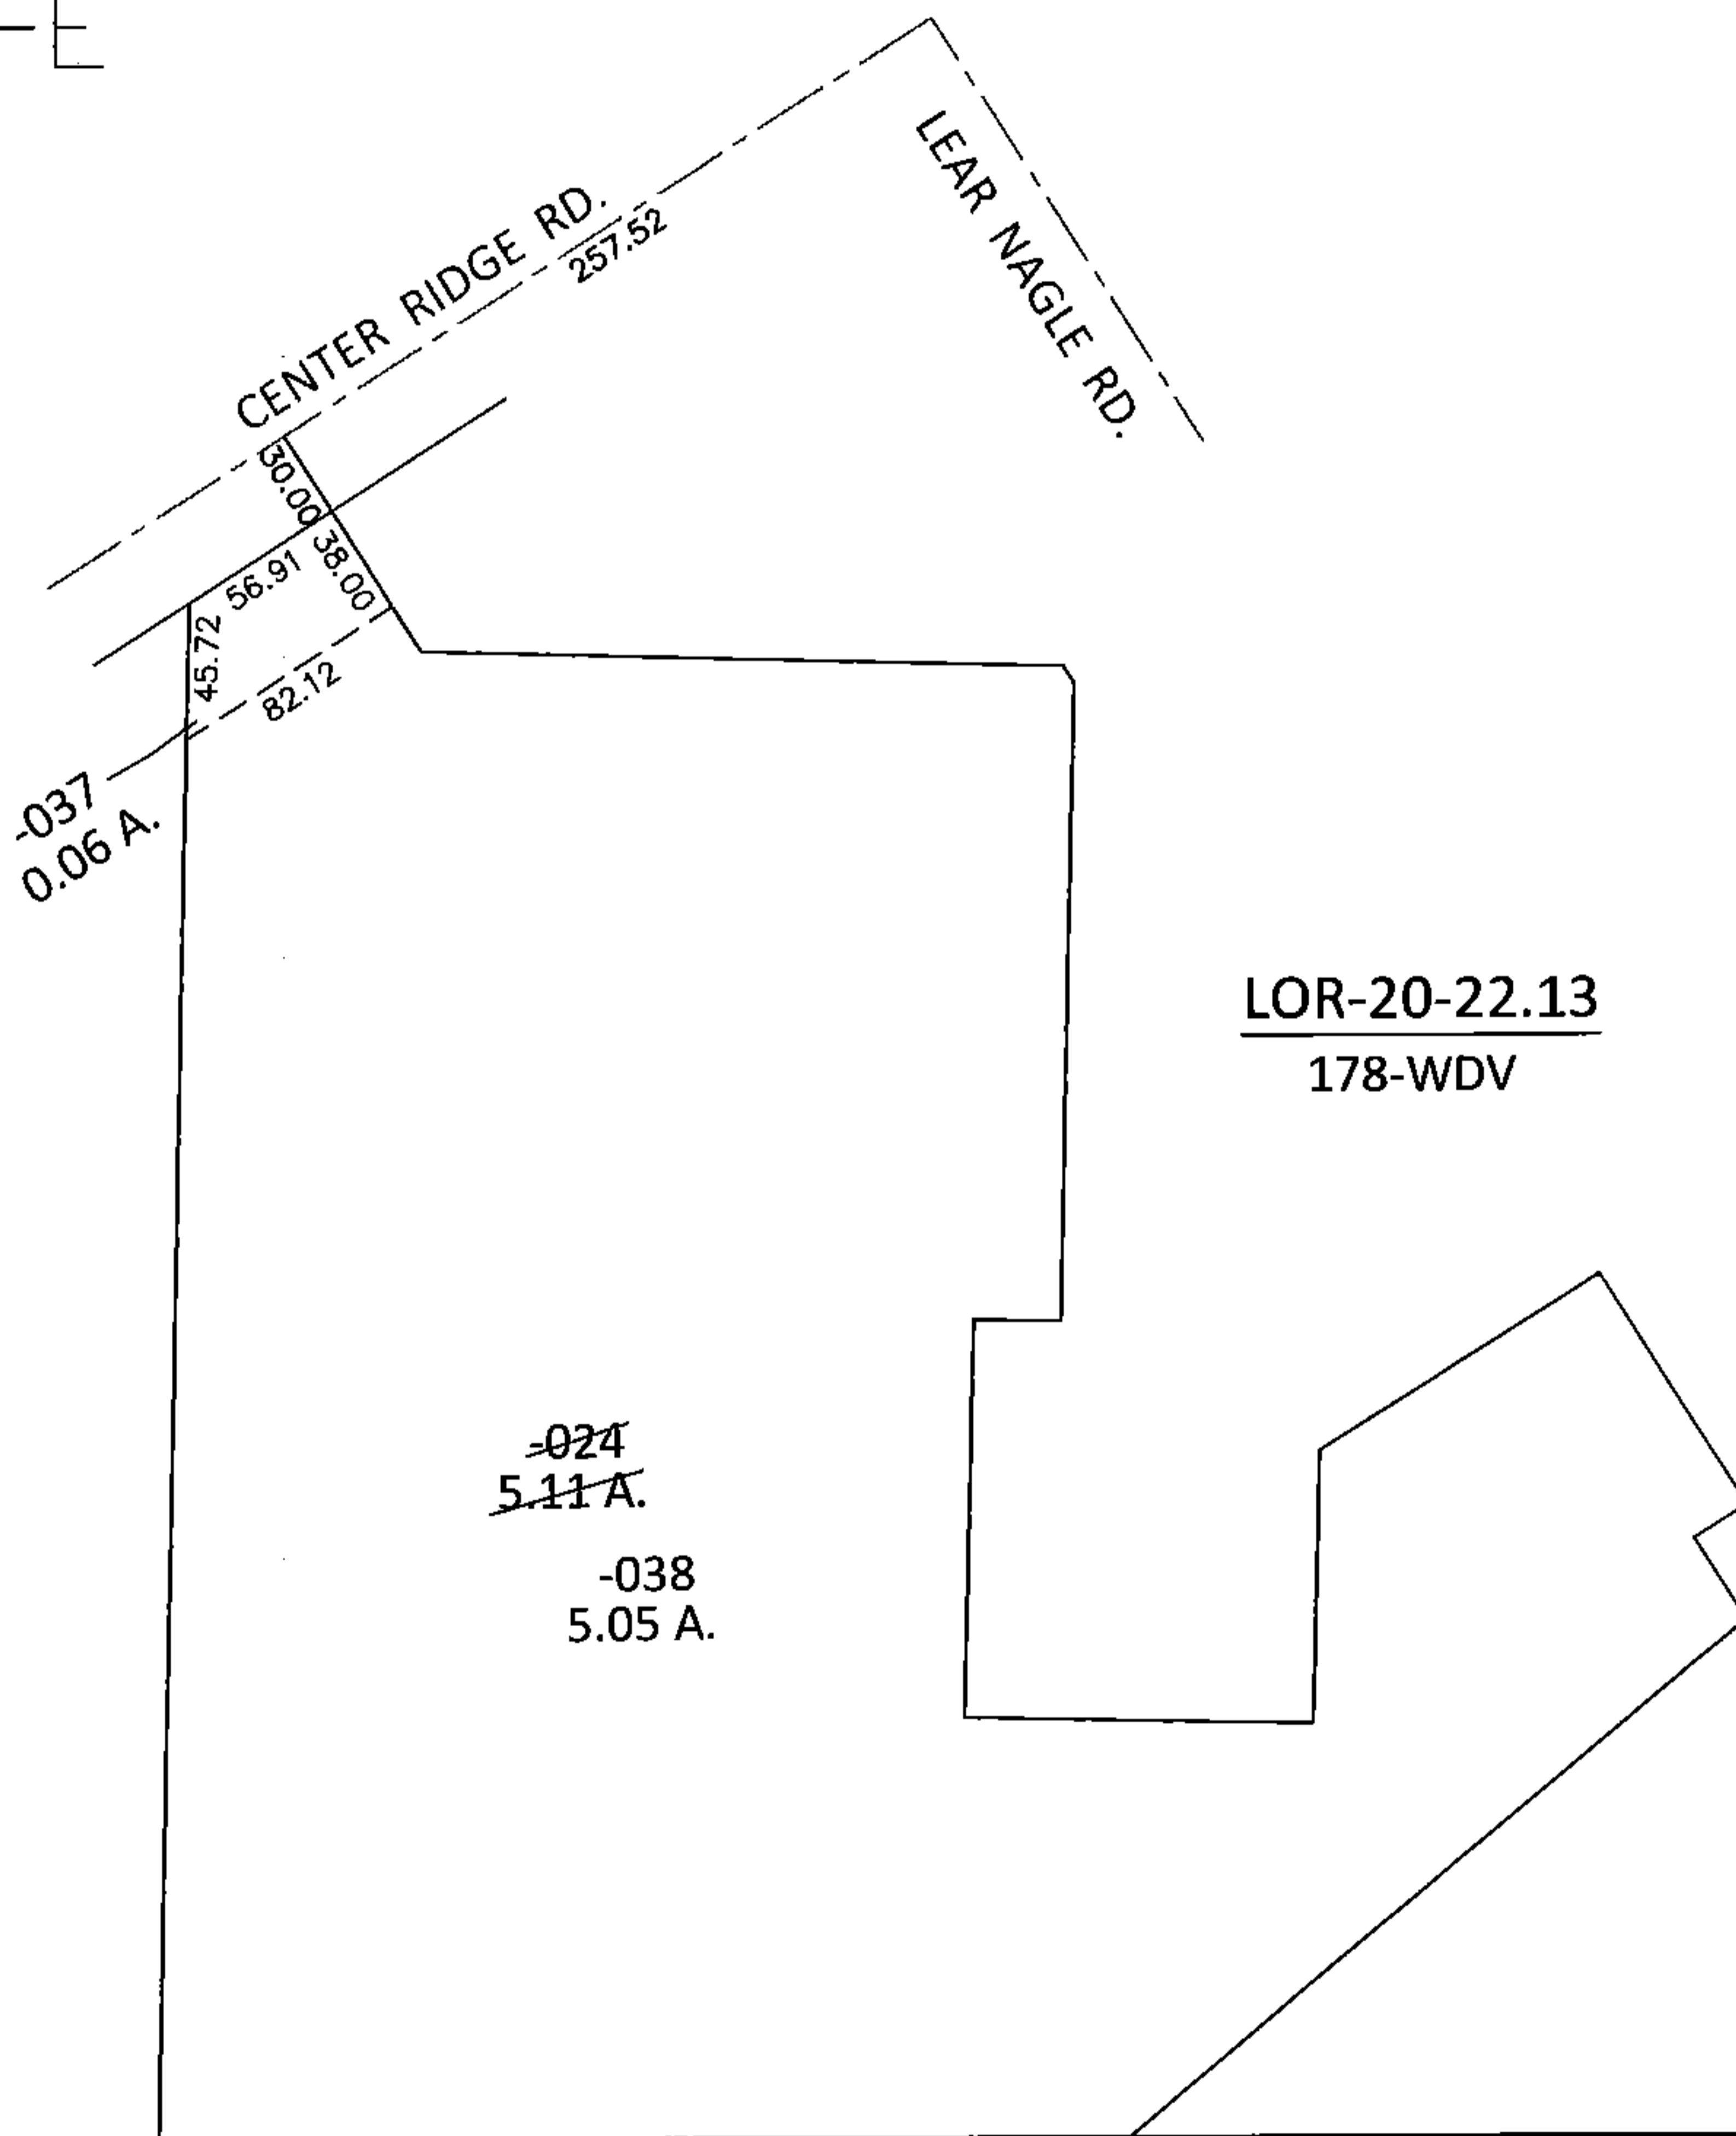 CENTER RIDGE RD.
257.52
LEAR NAGLE RD.
30.00
38.00
56.91
45.72
82.12
-037
0.06 A.
LOR-20-22.13
178-WDV
-024
5.11 A.
-038
5.05 A.